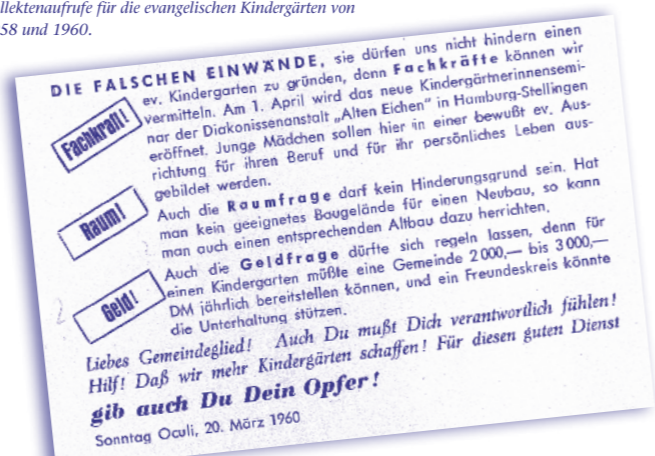 llektenaufrufe für die evangelischen Kindergärten von
58 und 1960.
DIE FALSCHEN EINWÄNDE, sie dürfen uns nicht hindern einen
Fachkraft!
ev. Kindergarten zu gründen, denn Fachkräfte können wir
vermitteln. Am 1. April wird das neue Kindergärtnerinnensemi-
nar der Diakonissenanstalt „Alten Eichen“ in Hamburg-Stellingen
eröffnet. Junge Mädchen sollen hier in einer bewußt ev. Aus-
richtung für ihren Beruf und für ihr persönliches Leben aus-
gebildet werden.
Raum!
Auch die Raumfrage darf kein Hinderungsgrund sein. Hat
man kein geeignetes Baugelände für einen Neubau, so kann
man auch einen entsprechenden Altbau dazu herrichten.
Geld!
Auch die Geldfrage dürfte sich regeln lassen, denn für
einen Kindergarten müßte eine Gemeinde 2 000,— bis 3 000,—
DM jährlich bereitstellen können, und ein Freundeskreis könnte
die Unterhaltung stützen.
Liebes Gemeindeglied! Auch Du mußt Dich verantwortlich fühlen!
Hilf! Daß wir mehr Kindergärten schaffen! Für diesen guten Dienst
gib auch Du Dein Opfer!
Sonntag Oculi, 20. März 1960